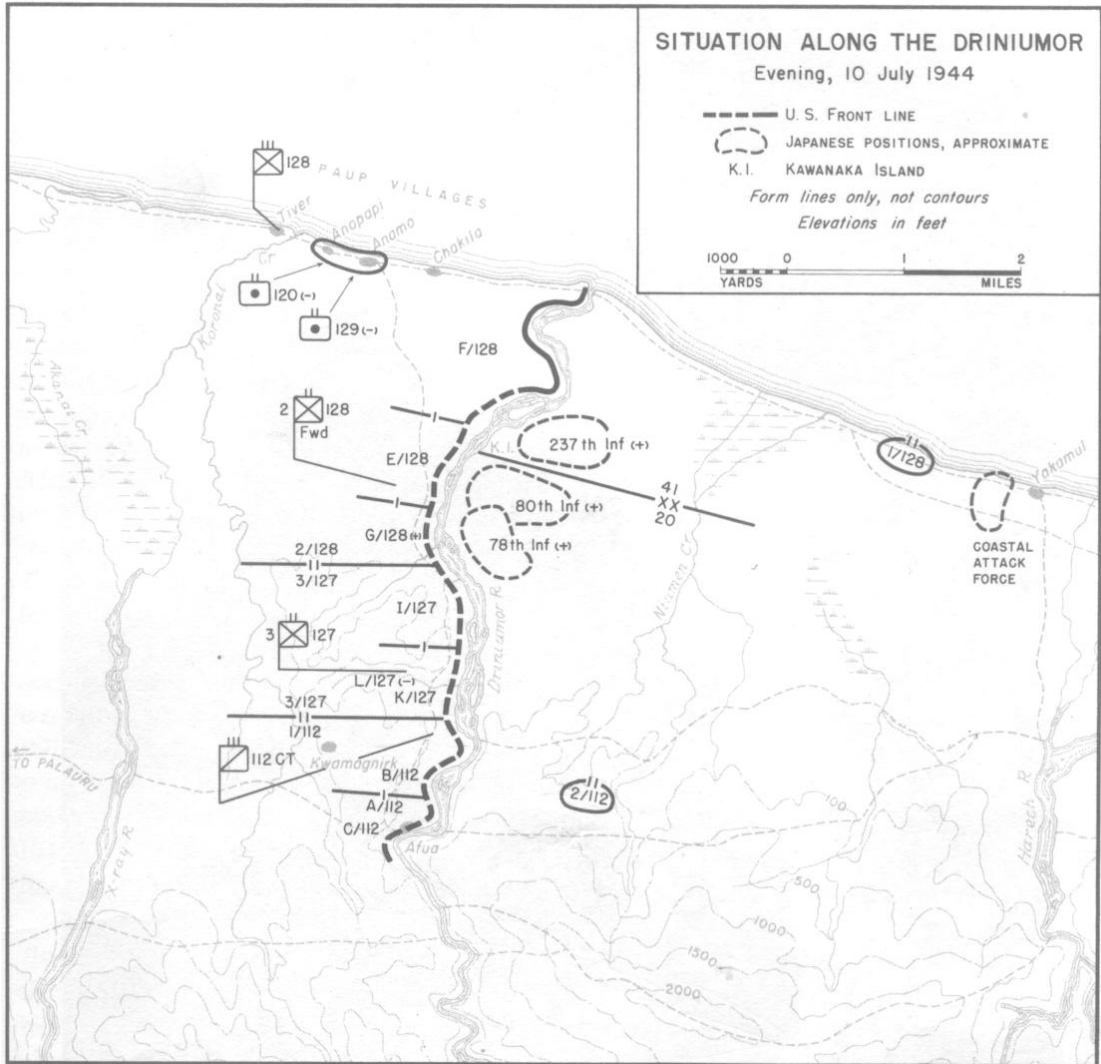 SITUATION ALONG THE DRINIUMOR
Evening, 10 July 1944
U. S. FRONT LINE
JAPANESE POSITIONS, APPROXIMATE
K. I. KAWANAKA ISLAND
Form lines only, not contours
Elevations in feet
1000 0 1 2
YARDS MILES
128
PAUP VILLAGES
Tiver
Anopapi
Anamo
Chakila
Cr
Koronal
120 (-)
129 (-)
Akanai Cr
F/128
2 128
Fwd
E/128
K. I.
237th Inf (+)
41
XX
20
80th Inf (+)
78th Inf (+)
G/128 (+)
2/128
3/127
I/127
3 127
L/127 (-)
K/127
3/127
1/112
112 CT
Kwamagnirk
B/112
A/112
C/112
Afua
Driniumor R
Niumen Cr
1/128
Yakamul
COASTAL
ATTACK
FORCE
2/112
TO PALAURU
X-ray R
Harech R
100
500
1000
1500
2000